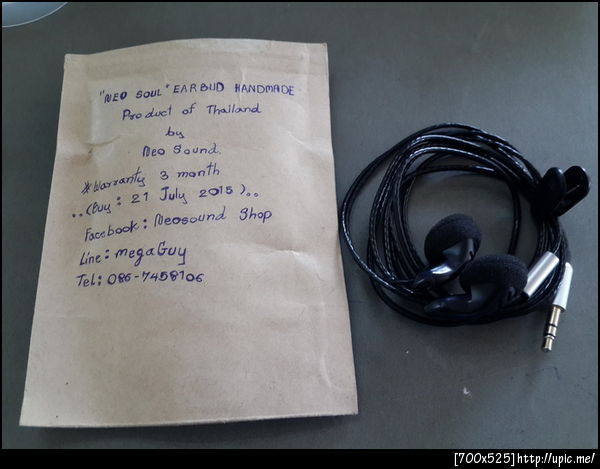 "NEO SOUL" EARBUD HANDMADE
Product of Thailand
by
Neo Sound.
*Warranty 3 month
..(Buy : 21 July 2015)..
Facebook : Neosound Shop
Line : megaGuy
Tel : 086-7458106
[700x525]http://upic.me/